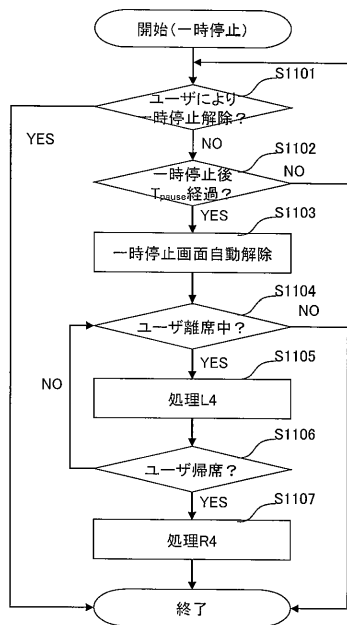 開始(一時停止)
S1101
ユーザにより
一時停止解除?
YES
NO
S1102
一時停止後
Tpause経過?
NO
YES
S1103
一時停止画面自動解除
S1104
ユーザ離席中?
NO
YES
S1105
NO
処理L4
S1106
ユーザ帰席?
YES
S1107
処理R4
終了